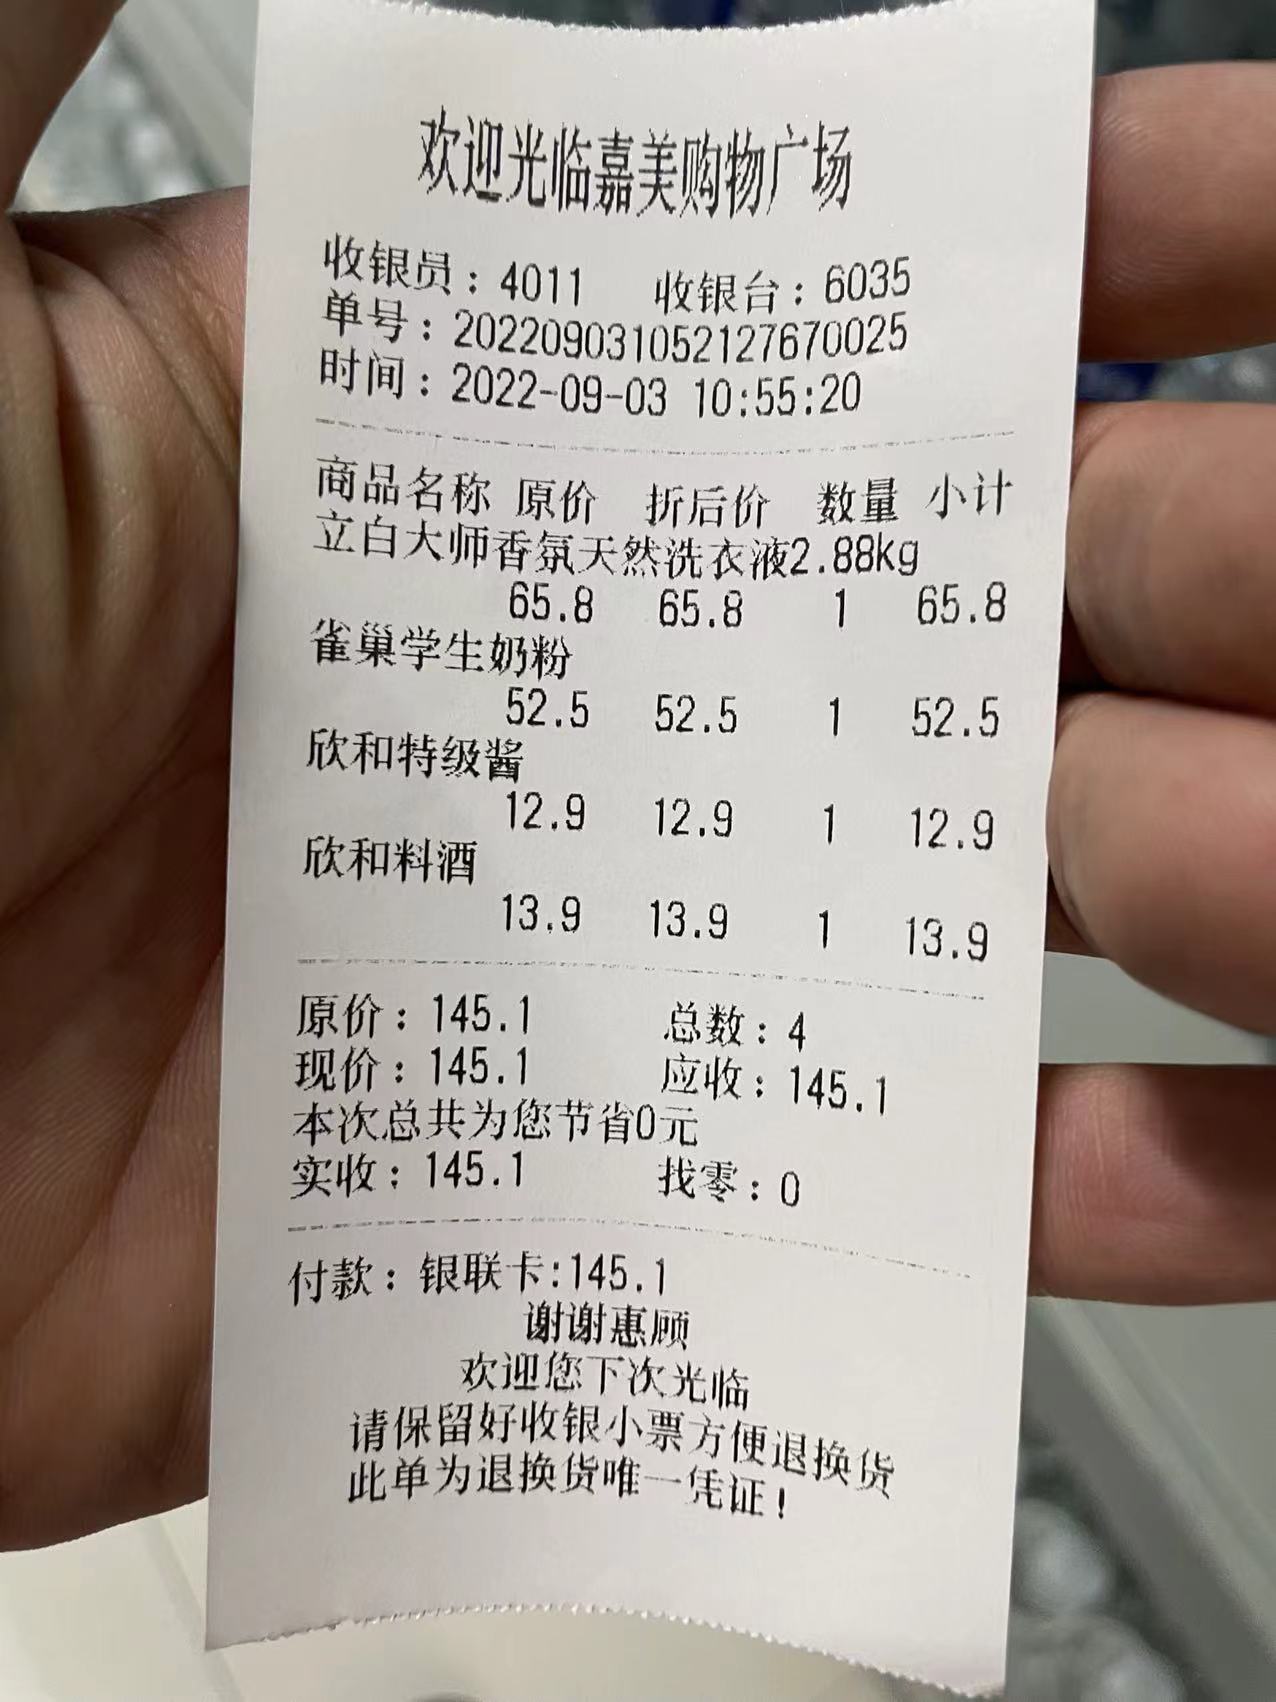 欢迎光临嘉美购物广场
收银员：4011 收银台：6035
单号：202209031052127670025
时间：2022-09-03 10:55:20
商品名称 原价 折后价 数量 小计
立白大师香氛天然洗衣液2.88kg
65.8 65.8 1 65.8
雀巢学生奶粉
52.5 52.5 1 52.5
欣和特级酱
12.9 12.9 1 12.9
欣和料酒
13.9 13.9 1 13.9
原价：145.1 总数：4
现价：145.1 应收：145.1
本次总共为您节省0元
实收：145.1 找零：0
付款：银联卡:145.1
谢谢惠顾
欢迎您下次光临
请保留好收银小票方便退换货
此单为退换货唯一凭证！